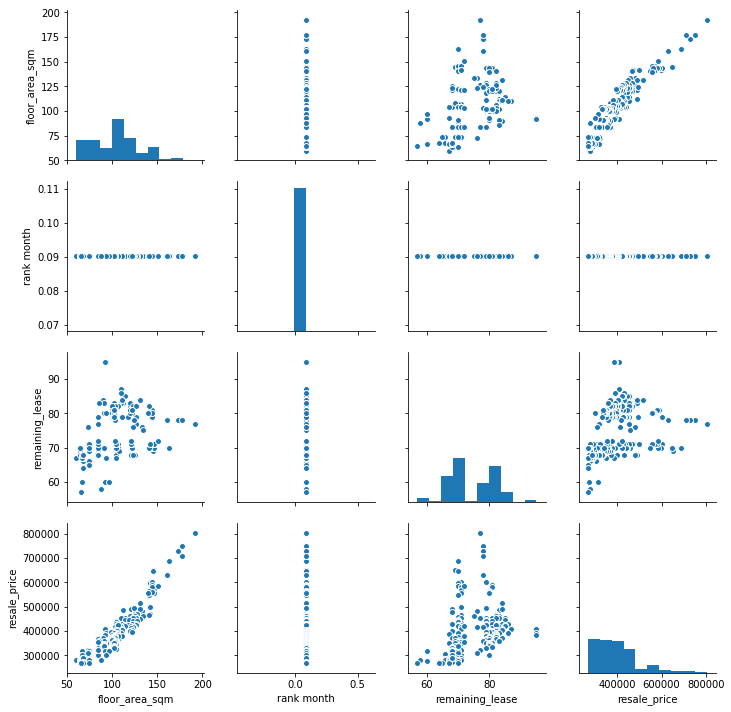 floor_area_sqm
200
175
150
125
100
75
50
rank month
0.11
0.10
0.09
0.08
0.07
remaining_lease
90
80
70
60
resale_price
800000
700000
600000
500000
400000
300000
50 100 150 200
floor_area_sqm
0.0 0.5
rank month
60 80
remaining_lease
400000 600000 800000
resale_price